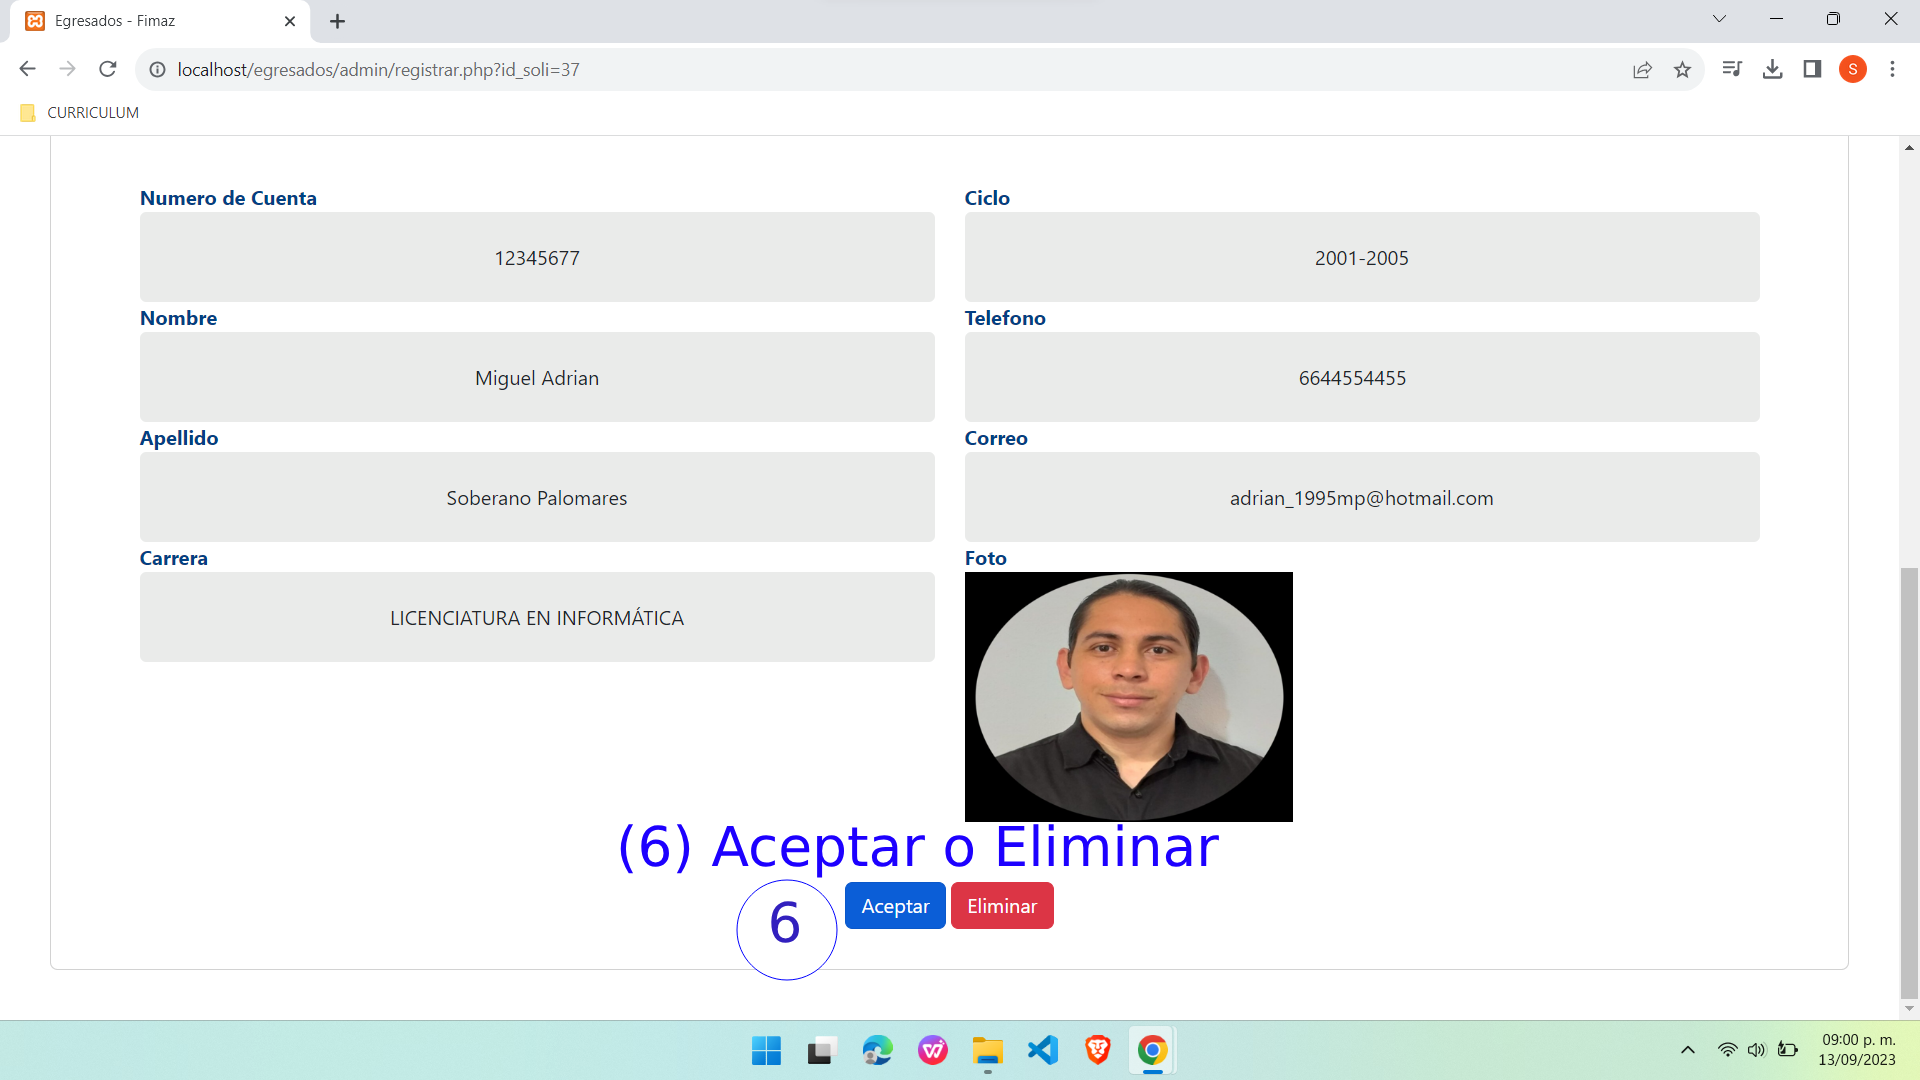 Egresados - Fimaz
localhost/egresados/admin/registrar.php?id_soli=37
S
CURRICULUM
Numero de Cuenta
12345677
Ciclo
2001-2005
Nombre
Miguel Adrian
Telefono
6644554455
Apellido
Soberano Palomares
Correo
adrian_1995mp@hotmail.com
Carrera
LICENCIATURA EN INFORMÁTICA
Foto
(6) Aceptar o Eliminar
6
Aceptar
Eliminar
09:00 p. m.
13/09/2023